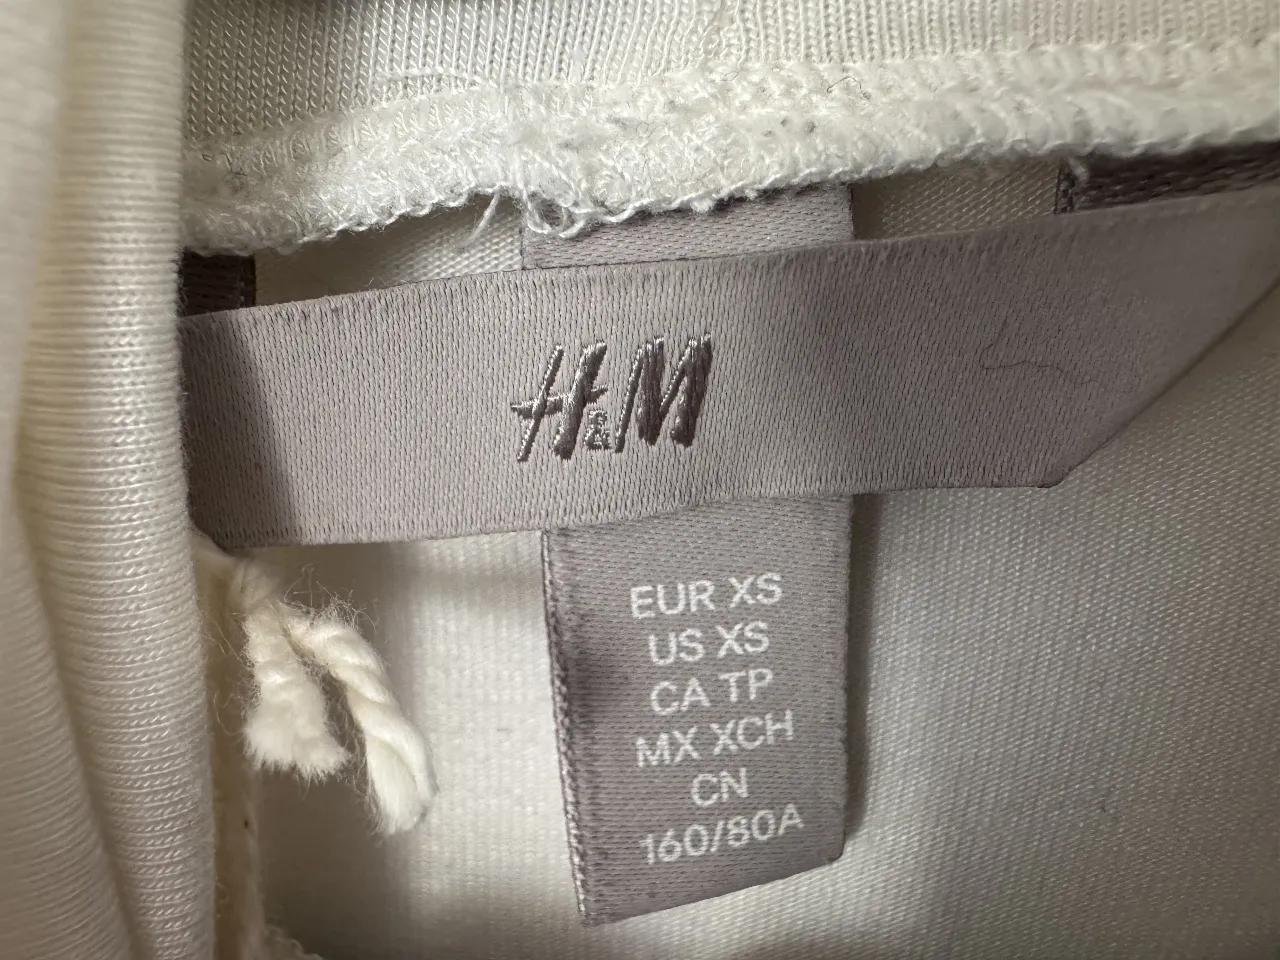 H&M
EUR XS
US XS
CA TP
MX XCH
CN
160/80A